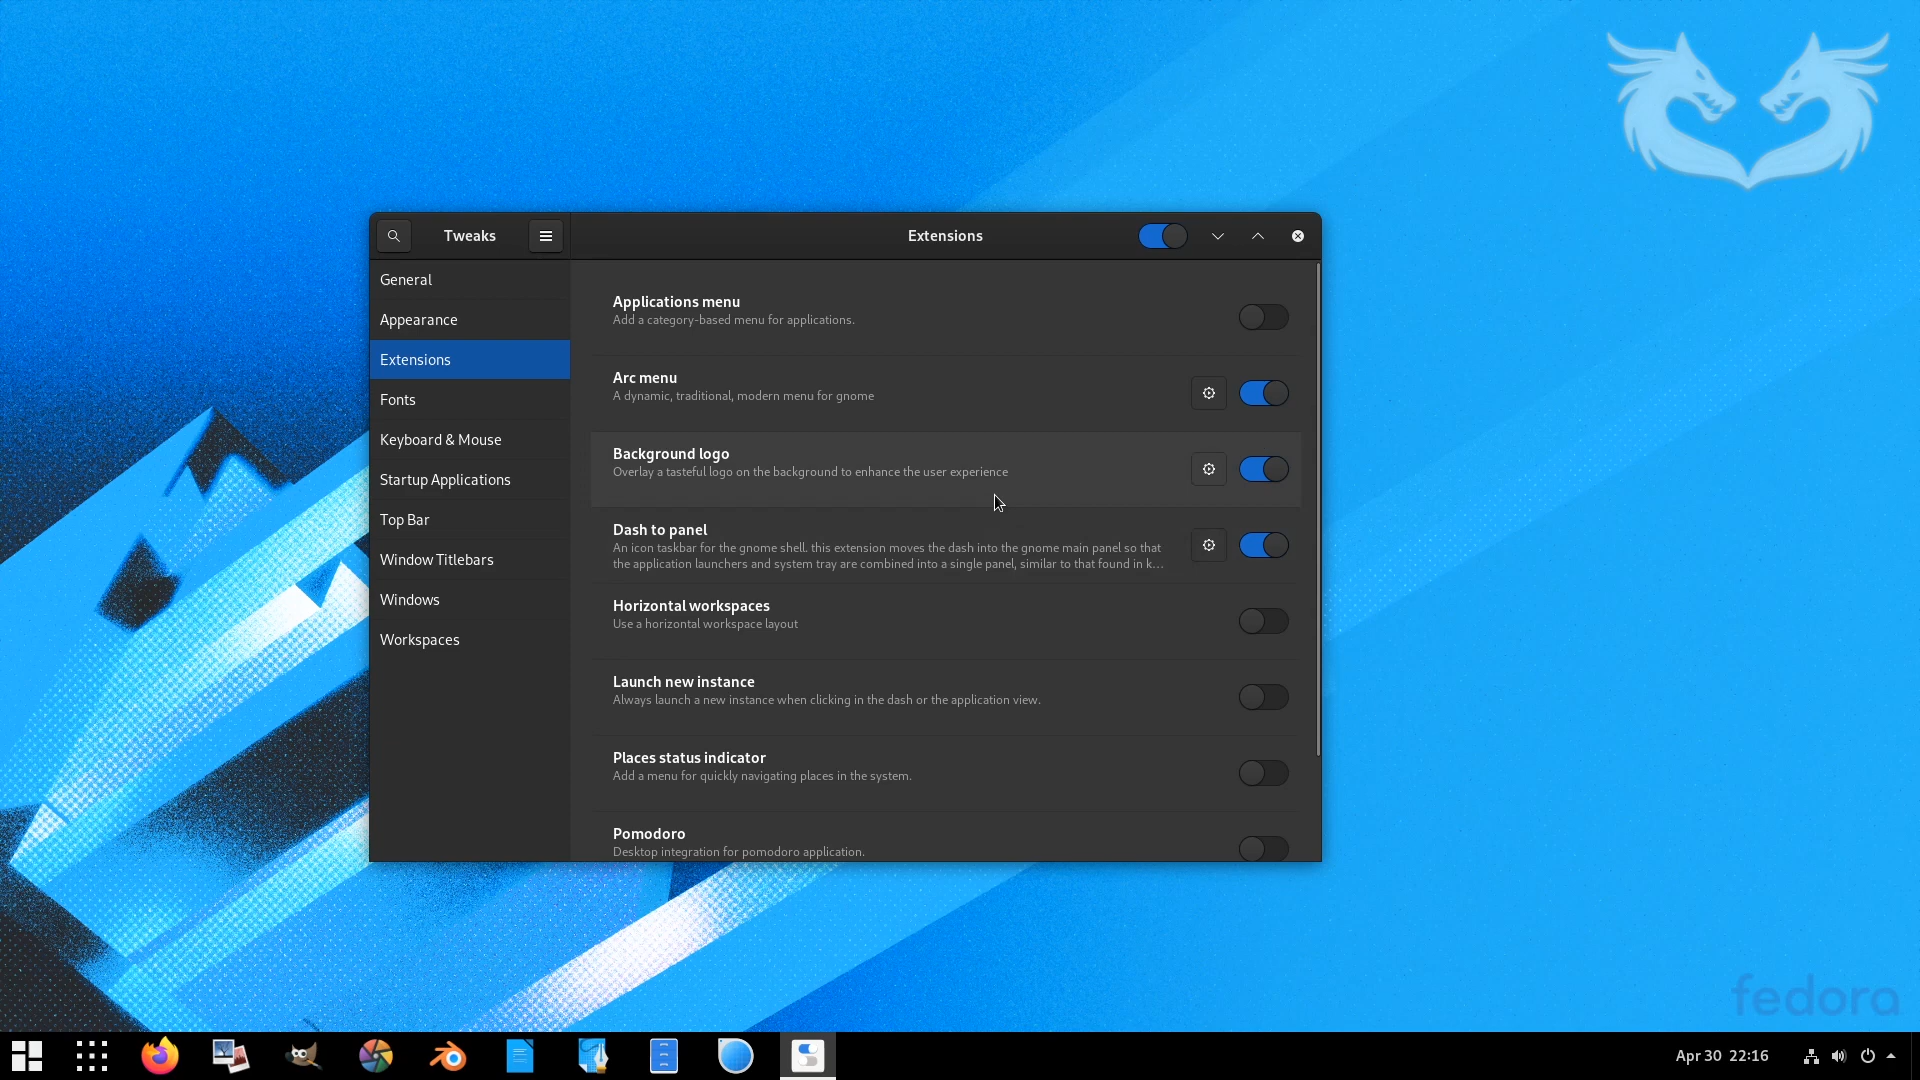 Tweaks
Extensions
General
Appearance
Extensions
Fonts
Keyboard & Mouse
Startup Applications
Top Bar
Window Titlebars
Windows
Workspaces
Applications menu
Add a category-based menu for applications.
Arc menu
A dynamic, traditional, modern menu for gnome
Background logo
Overlay a tasteful logo on the background to enhance the user experience
Dash to panel
An icon taskbar for the gnome shell. this extension moves the dash into the gnome main panel so that
the application launchers and system tray are combined into a single panel, similar to that found in k...
Horizontal workspaces
Use a horizontal workspace layout
Launch new instance
Always launch a new instance when clicking in the dash or the application view.
Places status indicator
Add a menu for quickly navigating places in the system.
Pomodoro
Desktop integration for pomodoro application.
fedora
Apr 30 22:16